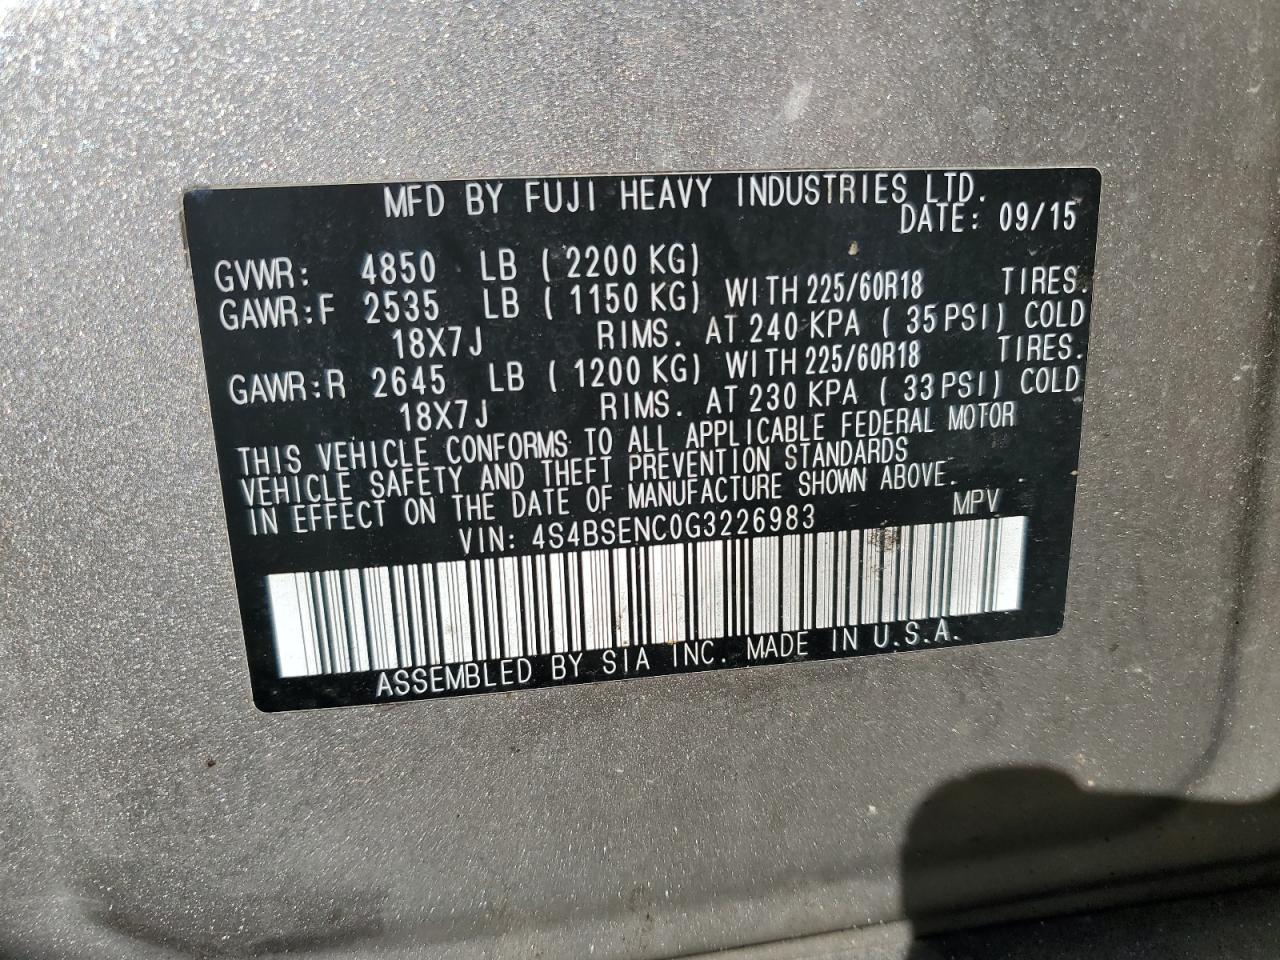 MFD BY FUJI HEAVY INDUSTRIES LTD.
DATE: 09/15
GVWR: 4850 LB ( 2200 KG)
GAWR:F 2535 LB ( 1150 KG) WITH 225/60R18 TIRES.
18X7J RIMS. AT 240 KPA ( 35 PSI) COLD
GAWR:R 2645 LB ( 1200 KG) WITH 225/60R18 TIRES.
18X7J RIMS. AT 230 KPA ( 33 PSI) COLD
THIS VEHICLE CONFORMS TO ALL APPLICABLE FEDERAL MOTOR
VEHICLE SAFETY AND THEFT PREVENTION STANDARDS
IN EFFECT ON THE DATE OF MANUFACTURE SHOWN ABOVE.
VIN: 4S4BSENC0G3226983 MPV
ASSEMBLED BY SIA INC. MADE IN U.S.A.